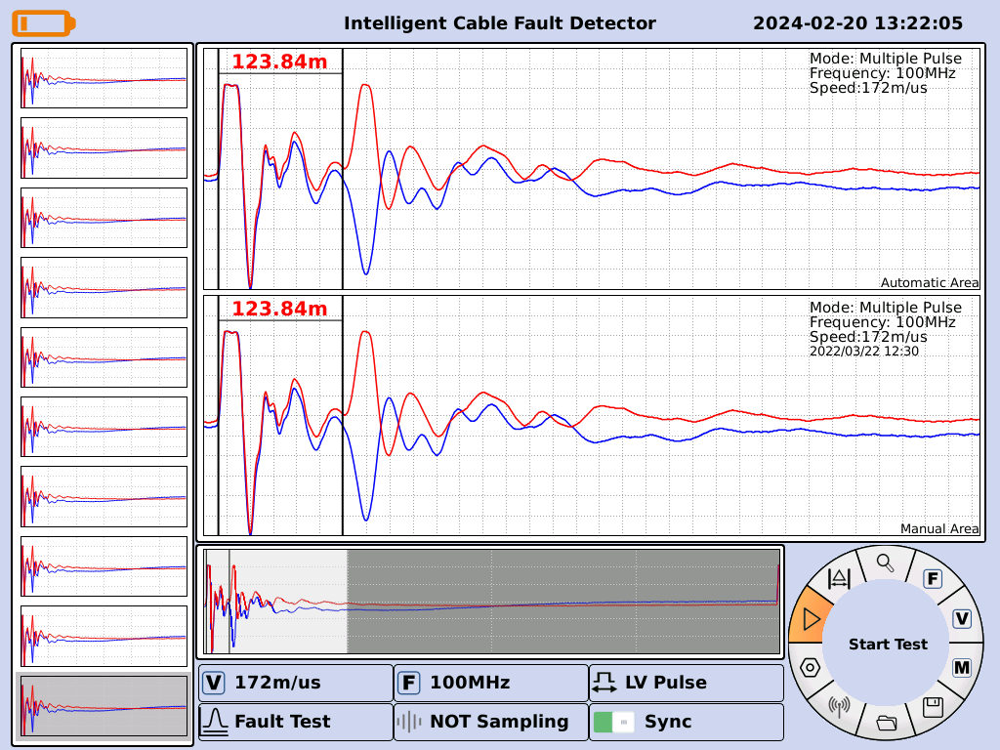 Intelligent Cable Fault Detector
2024-02-20 13:22:05
123.84m
Mode: Multiple Pulse
Frequency: 100MHz
Speed:172m/us
Automatic Area
123.84m
Mode: Multiple Pulse
Frequency: 100MHz
Speed:172m/us
2022/03/22 12:30
Manual Area
F
V
M
Start Test
V 172m/us
F 100MHz
LV Pulse
Fault Test
NOT Sampling
Sync